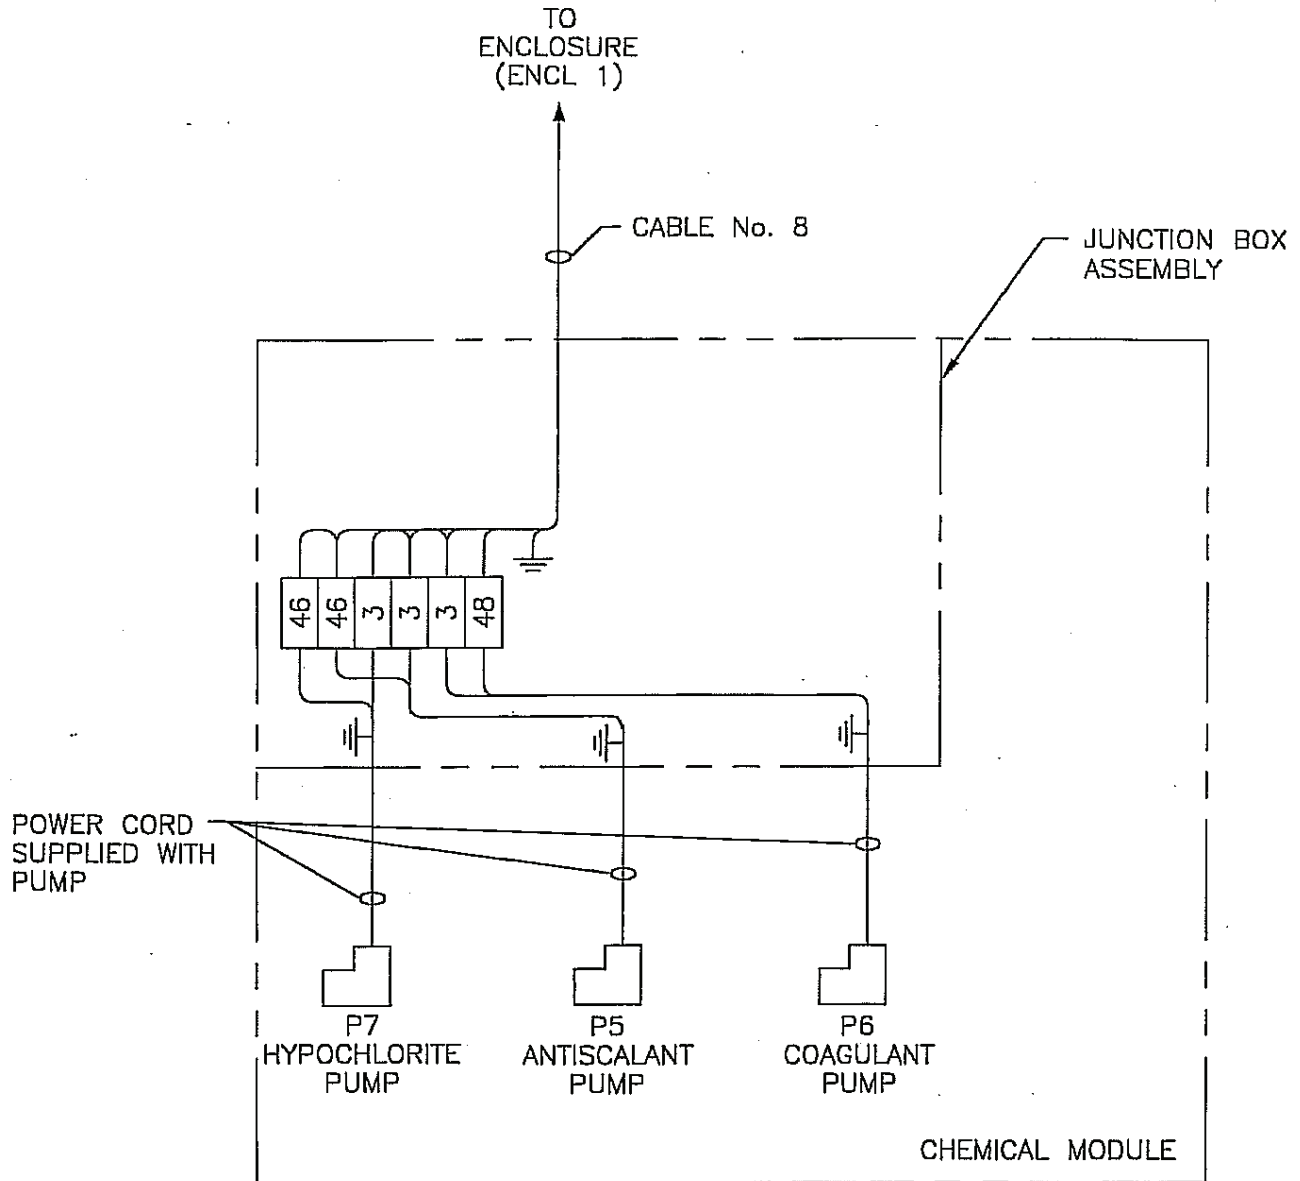 TO
ENCLOSURE
(ENCL 1)
CABLE No. 8
JUNCTION BOX
ASSEMBLY
46
46
3
3
3
48
POWER CORD
SUPPLIED WITH
PUMP
P7
HYPOCHLORITE
PUMP
P5
ANTISCALANT
PUMP
P6
COAGULANT
PUMP
CHEMICAL MODULE